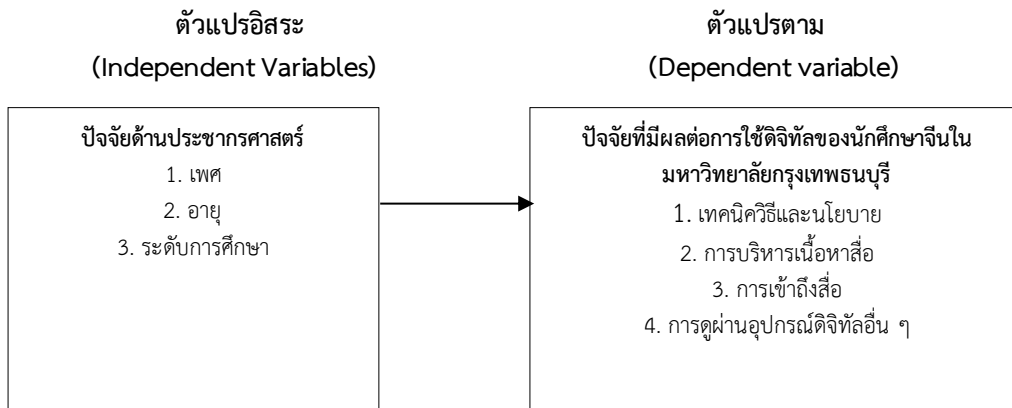 ตัวแปรอิสระ
(Independent Variables)
ปัจจัยด้านประชากรศาสตร์
1. เพศ
2. อายุ
3. ระดับการศึกษา
ตัวแปรตาม
(Dependent variable)
ปัจจัยที่มีผลต่อการใช้ดิจิทัลของนักศึกษาจีนใน
มหาวิทยาลัยกรุงเทพธนบุรี
1. เทคนิควิธีและนโยบาย
2. การบริหารเนื้อหาสื่อ
3. การเข้าถึงสื่อ
4. การดูผ่านอุปกรณ์ดิจิทัลอื่น ๆ